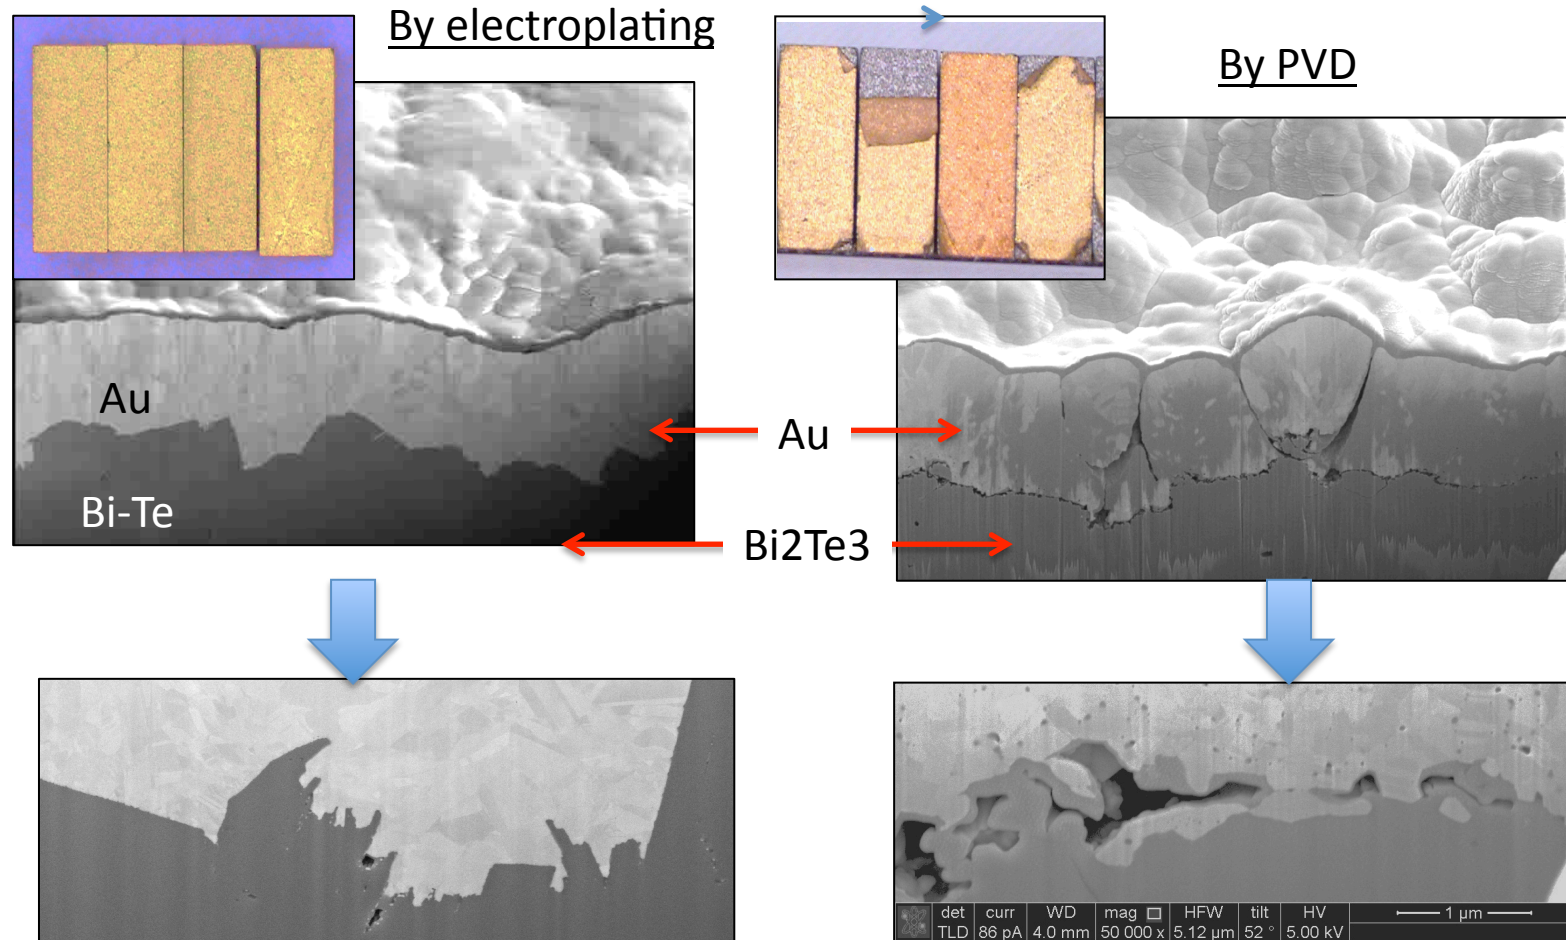 By electroplating
By PVD
Au
Au
Bi-Te
Bi2Te3
det curr WD mag HFW tilt HV 1 µm
TLD 86 pA 4.0 mm 50 000 x 5.12 µm 52 ° 5.00 kV